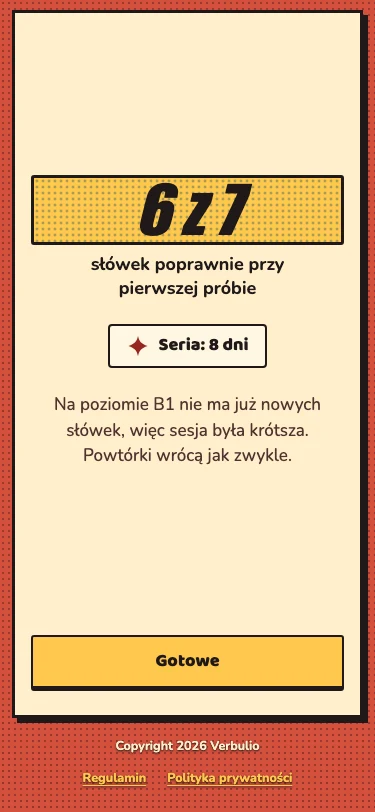 6 z 7
słówek poprawnie przy
pierwszej próbie
Seria: 8 dni
Na poziomie B1 nie ma już nowych
słówek, więc sesja była krótsza.
Powtórki wrócą jak zwykle.
Gotowe
Copyright 2026 Verbulio
Regulamin Polityka prywatności